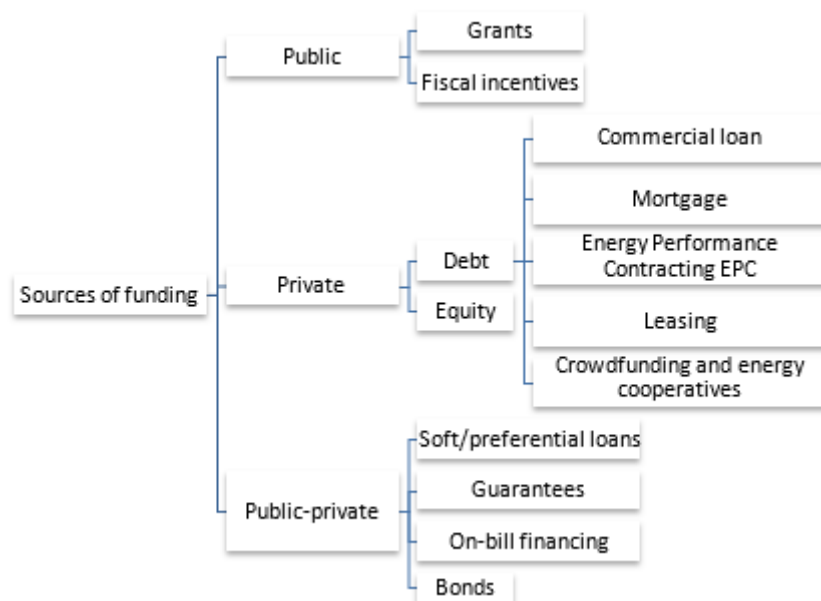 Sources of funding
Public
Grants
Fiscal incentives
Private
Debt
Commercial loan
Mortgage
Energy Performance
Contracting EPC
Leasing
Crowdfunding and energy
cooperatives
Equity
Public-private
Soft/preferential loans
Guarantees
On-bill financing
Bonds